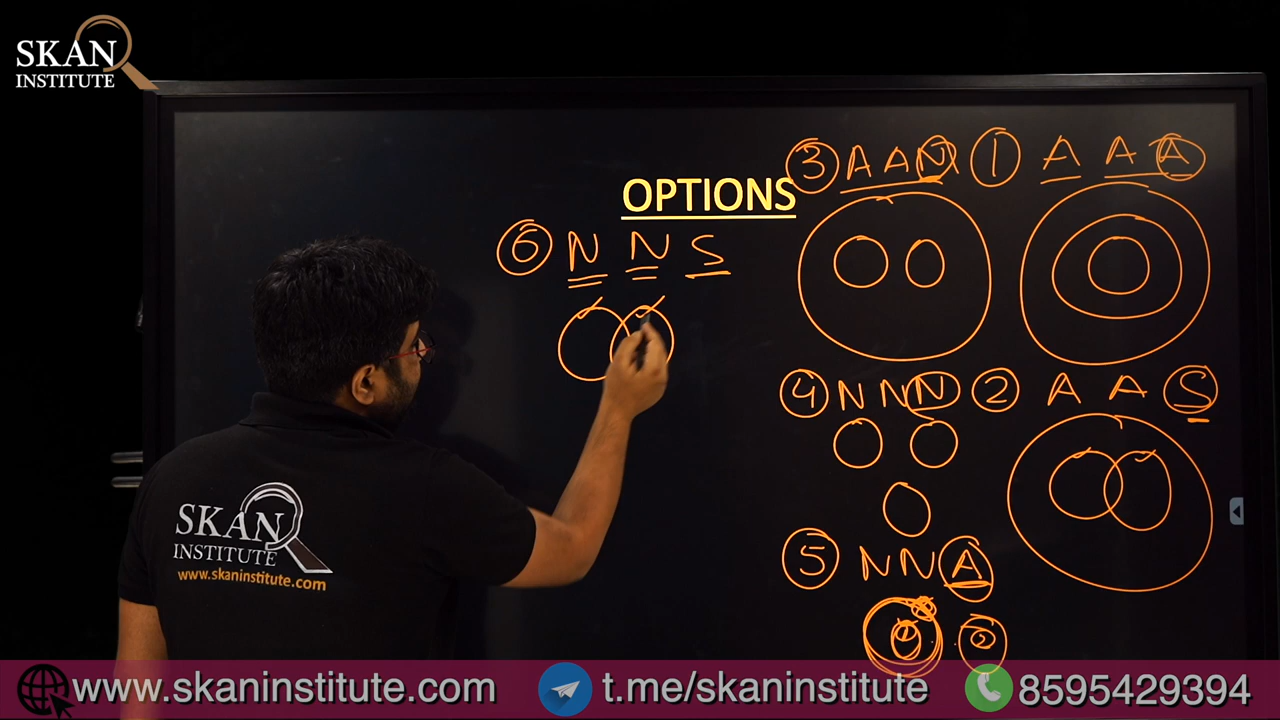 SKAN
INSTITUTE
OPTIONS
③ A A N ① A A A
⑥ N N S
④ N N N ② A A S
⑤ N N A
SKAN
INSTITUTE
www.skaninstitute.com
www.skaninstitute.com t.me/skaninstitute 8595429394